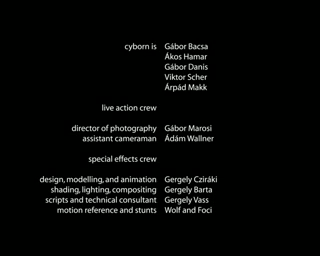 cyborn is Gábor Bacsa
Ákos Hamar
Gábor Danis
Viktor Scher
Árpád Makk
live action crew
director of photography Gábor Marosi
assistant cameraman Ádám Wallner
special effects crew
design, modelling, and animation Gergely Cziráki
shading, lighting, compositing Gergely Barta
scripts and technical consultant Gergely Vass
motion reference and stunts Wolf and Foci